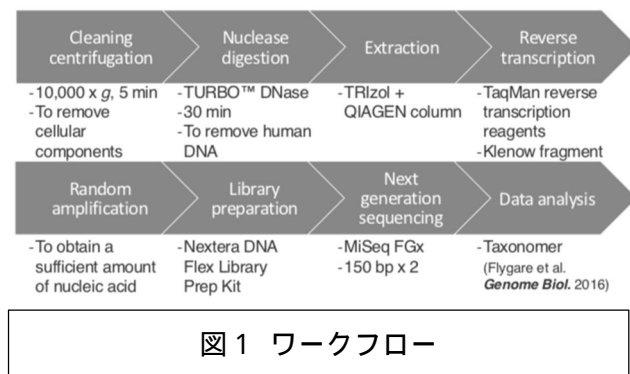 Cleaning centrifugation
Nuclease digestion
Extraction
Reverse transcription
-10,000 x g, 5 min
-To remove cellular components
-TURBO™ DNase
-30 min
-To remove human DNA
-TRIzol + QIAGEN column
-TaqMan reverse transcription reagents
-Klenow fragment
Random amplification
Library preparation
Next generation sequencing
Data analysis
-To obtain a sufficient amount of nucleic acid
-Nextera DNA Flex Library Prep Kit
-MiSeq FGx
-150 bp x 2
-Taxonomer
(Flygare et al. Genome Biol. 2016)
図 1 ワークフロー